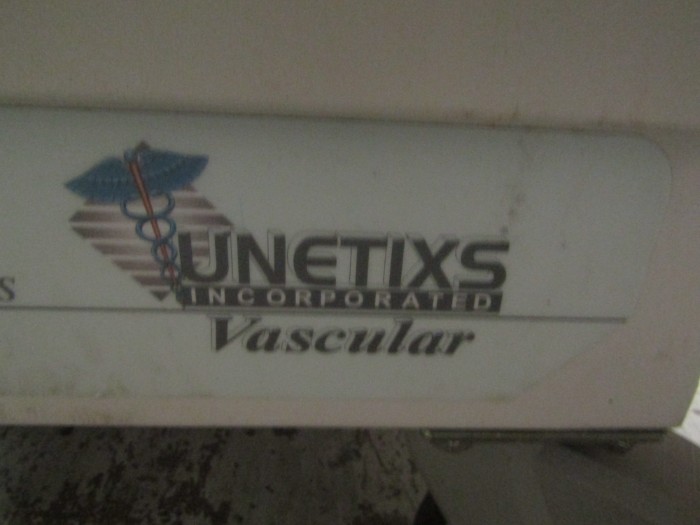 UNETIXS
INCORPORATED
s
Vascular